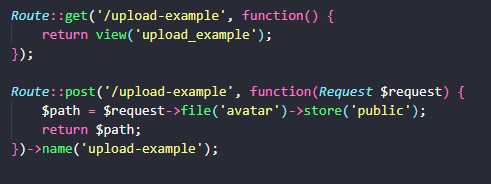 Route::get('/upload-example', function() {
    return view('upload_example');
});

Route::post('/upload-example', function(Request $request) {
    $path = $request->file('avatar')->store('public');
    return $path;
})->name('upload-example');